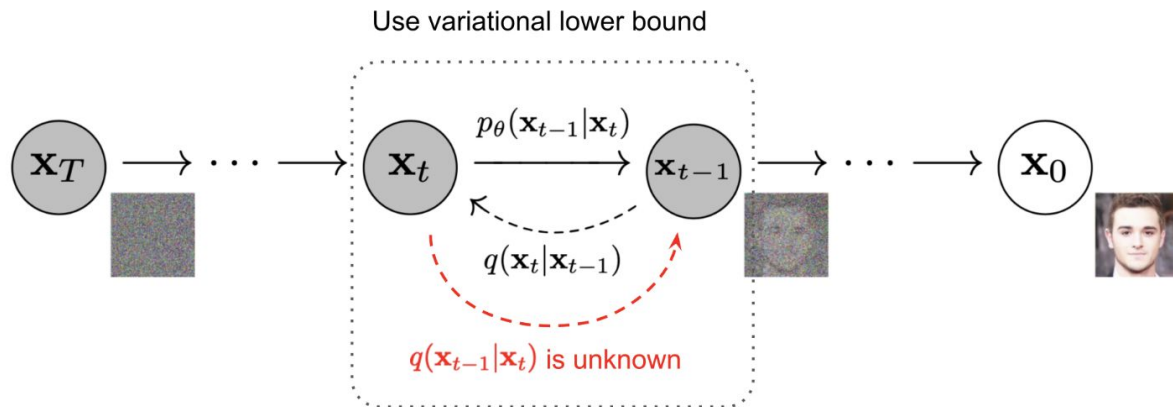 Use variational lower bound
𝐱_T → ⋯ → 𝐱_t p_θ(𝐱_{t−1}|𝐱_t) 𝐱_{t−1} → ⋯ → 𝐱_0
q(𝐱_t|𝐱_{t−1})
q(𝐱_{t−1}|𝐱_t) is unknown